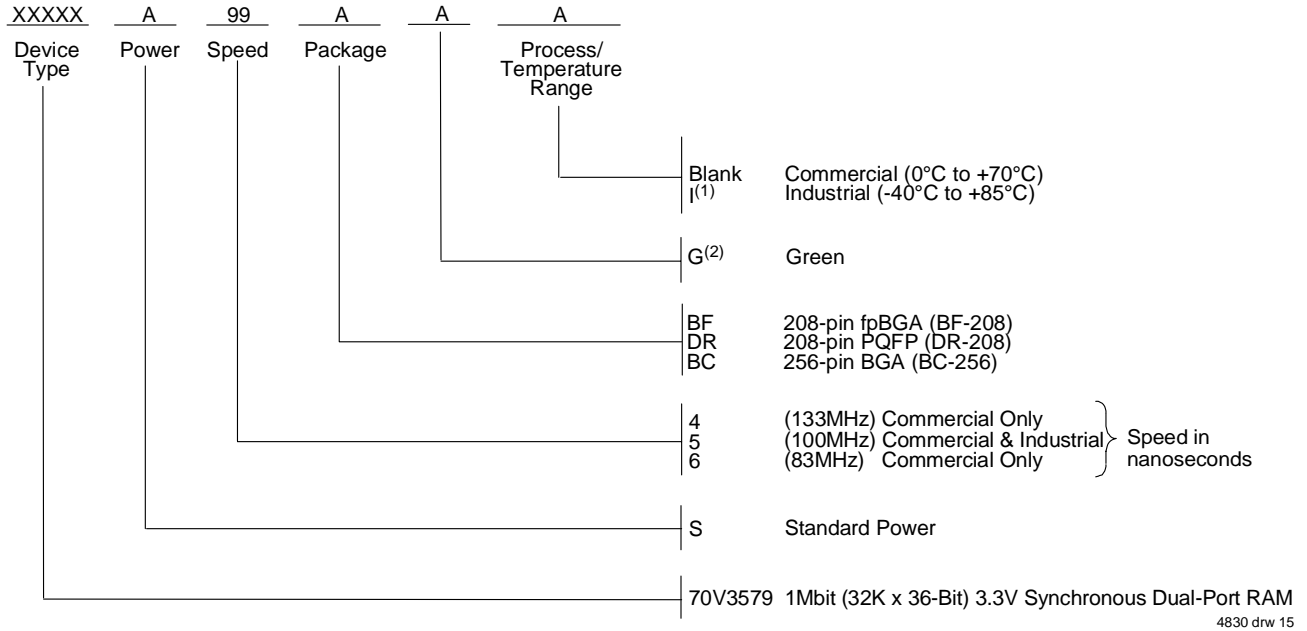 XXXXX A 99 A A A
Device Type Power Speed Package Process/ Temperature Range
Blank Commercial (0°C to +70°C)
I(1) Industrial (-40°C to +85°C)
G(2) Green
BF 208-pin fpBGA (BF-208)
DR 208-pin PQFP (DR-208)
BC 256-pin BGA (BC-256)
4 (133MHz) Commercial Only
5 (100MHz) Commercial & Industrial
6 (83MHz) Commercial Only
Speed in
nanoseconds
S Standard Power
70V3579 1Mbit (32K x 36-Bit) 3.3V Synchronous Dual-Port RAM
4830 drw 15